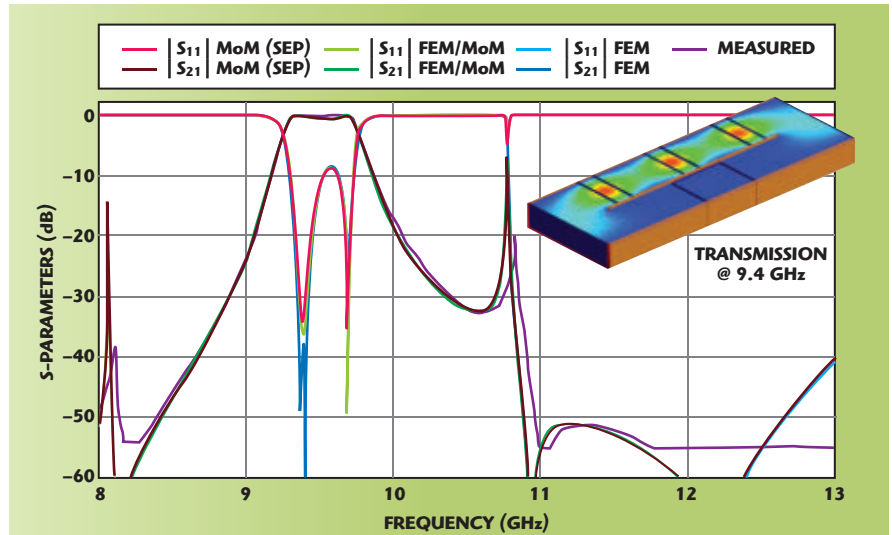 |S11| MoM (SEP) |S11| FEM/MoM |S11| FEM MEASURED
|S21| MoM (SEP) |S21| FEM/MoM |S21| FEM
0
−10
−20
−30
−40
−50
−60
S-PARAMETERS (dB)
TRANSMISSION
@ 9.4 GHz
8 9 10 11 12 13
FREQUENCY (GHz)